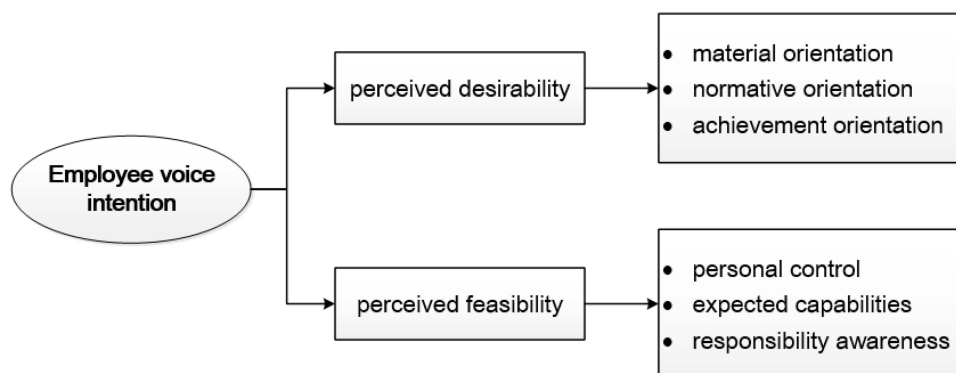 Employee voice
intention
perceived desirability
• material orientation
• normative orientation
• achievement orientation
perceived feasibility
• personal control
• expected capabilities
• responsibility awareness